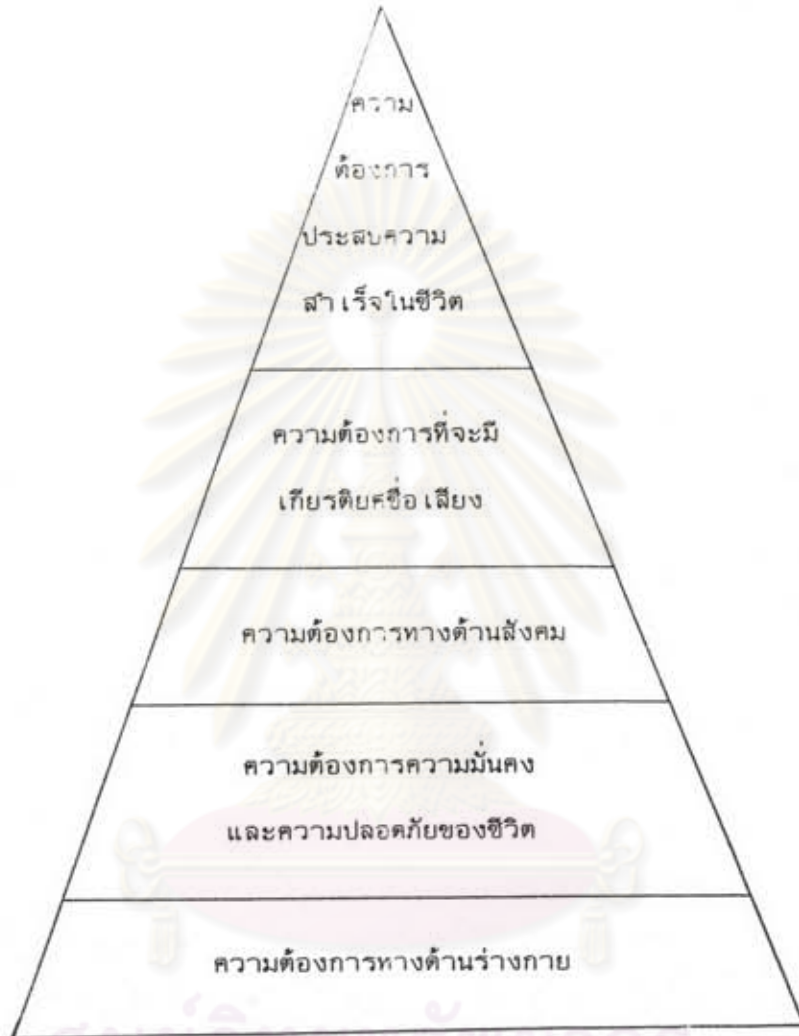 ความ
ต้องการ
ประสบความ
สำเร็จในชีวิต
ความต้องการที่จะมี
เกียรติยศชื่อเสียง
ความต้องการทางด้านสังคม
ความต้องการความมั่นคง
และความปลอดภัยของชีวิต
ความต้องการทางด้านร่างกาย